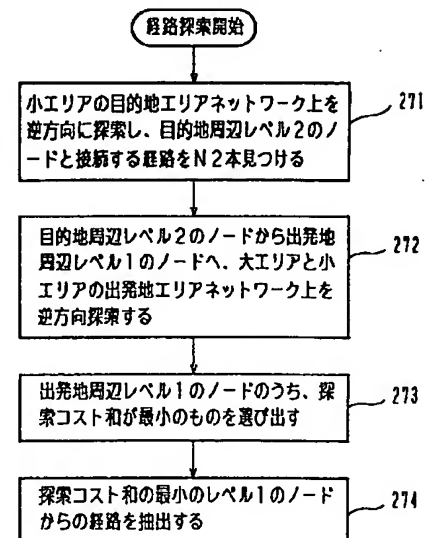 経路探索開始
小エリアの目的地エリアネットワーク上を
逆方向に探索し、目的地周辺レベル2のノ
ードと接続する経路をN2本見つける
271
目的地周辺レベル2のノードから出発地
周辺レベル1のノードへ、大エリアと小
エリアの出発地エリアネットワーク上を
逆方向探索する
272
出発地周辺レベル1のノードのうち、探
索コスト和が最小のものを選び出す
273
探索コスト和の最小のレベル1のノード
からの経路を抽出する
274